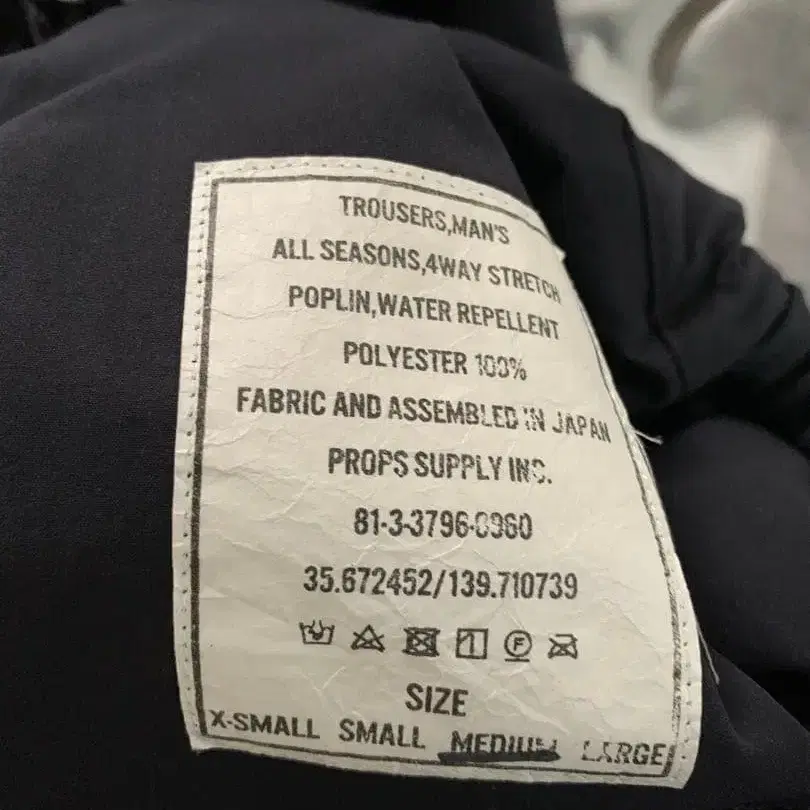 TROUSERS,MAN'S
ALL SEASONS,4WAY STRETCH
POPLIN,WATER REPELLENT
POLYESTER 100%
FABRIC AND ASSEMBLED IN JAPAN
PROPS SUPPLY INC.
81-3-3796-0960
35.672452/139.710739
F
SIZE
X-SMALL SMALL MEDIUM LARGE